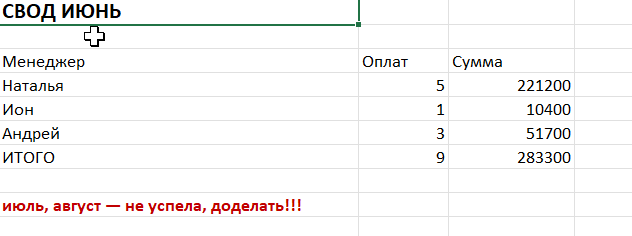 СВОД ИЮНЬ
Менеджер Оплат Сумма
Наталья 5 221200
Ион 1 10400
Андрей 3 51700
ИТОГО 9 283300
июль, август — не успела, доделать!!!